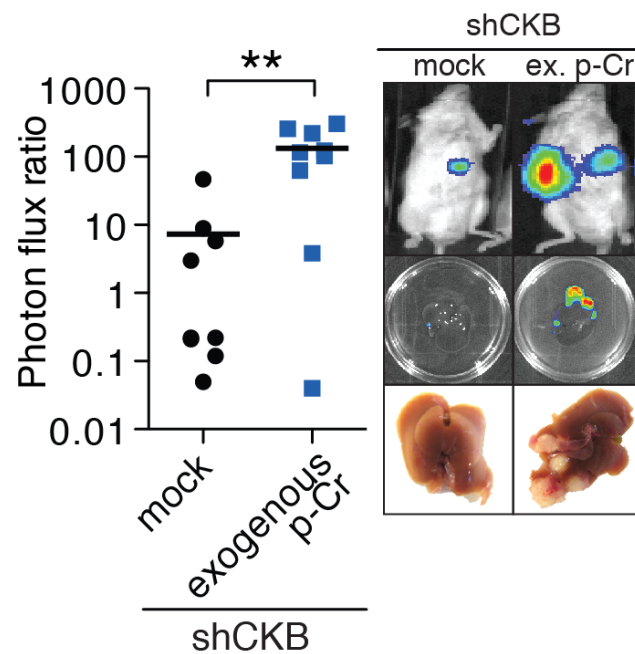 **
Photon flux ratio
1000
100
10
1
0.1
0.01
mock
exogenous
p-Cr
shCKB
shCKB
mock ex. p-Cr